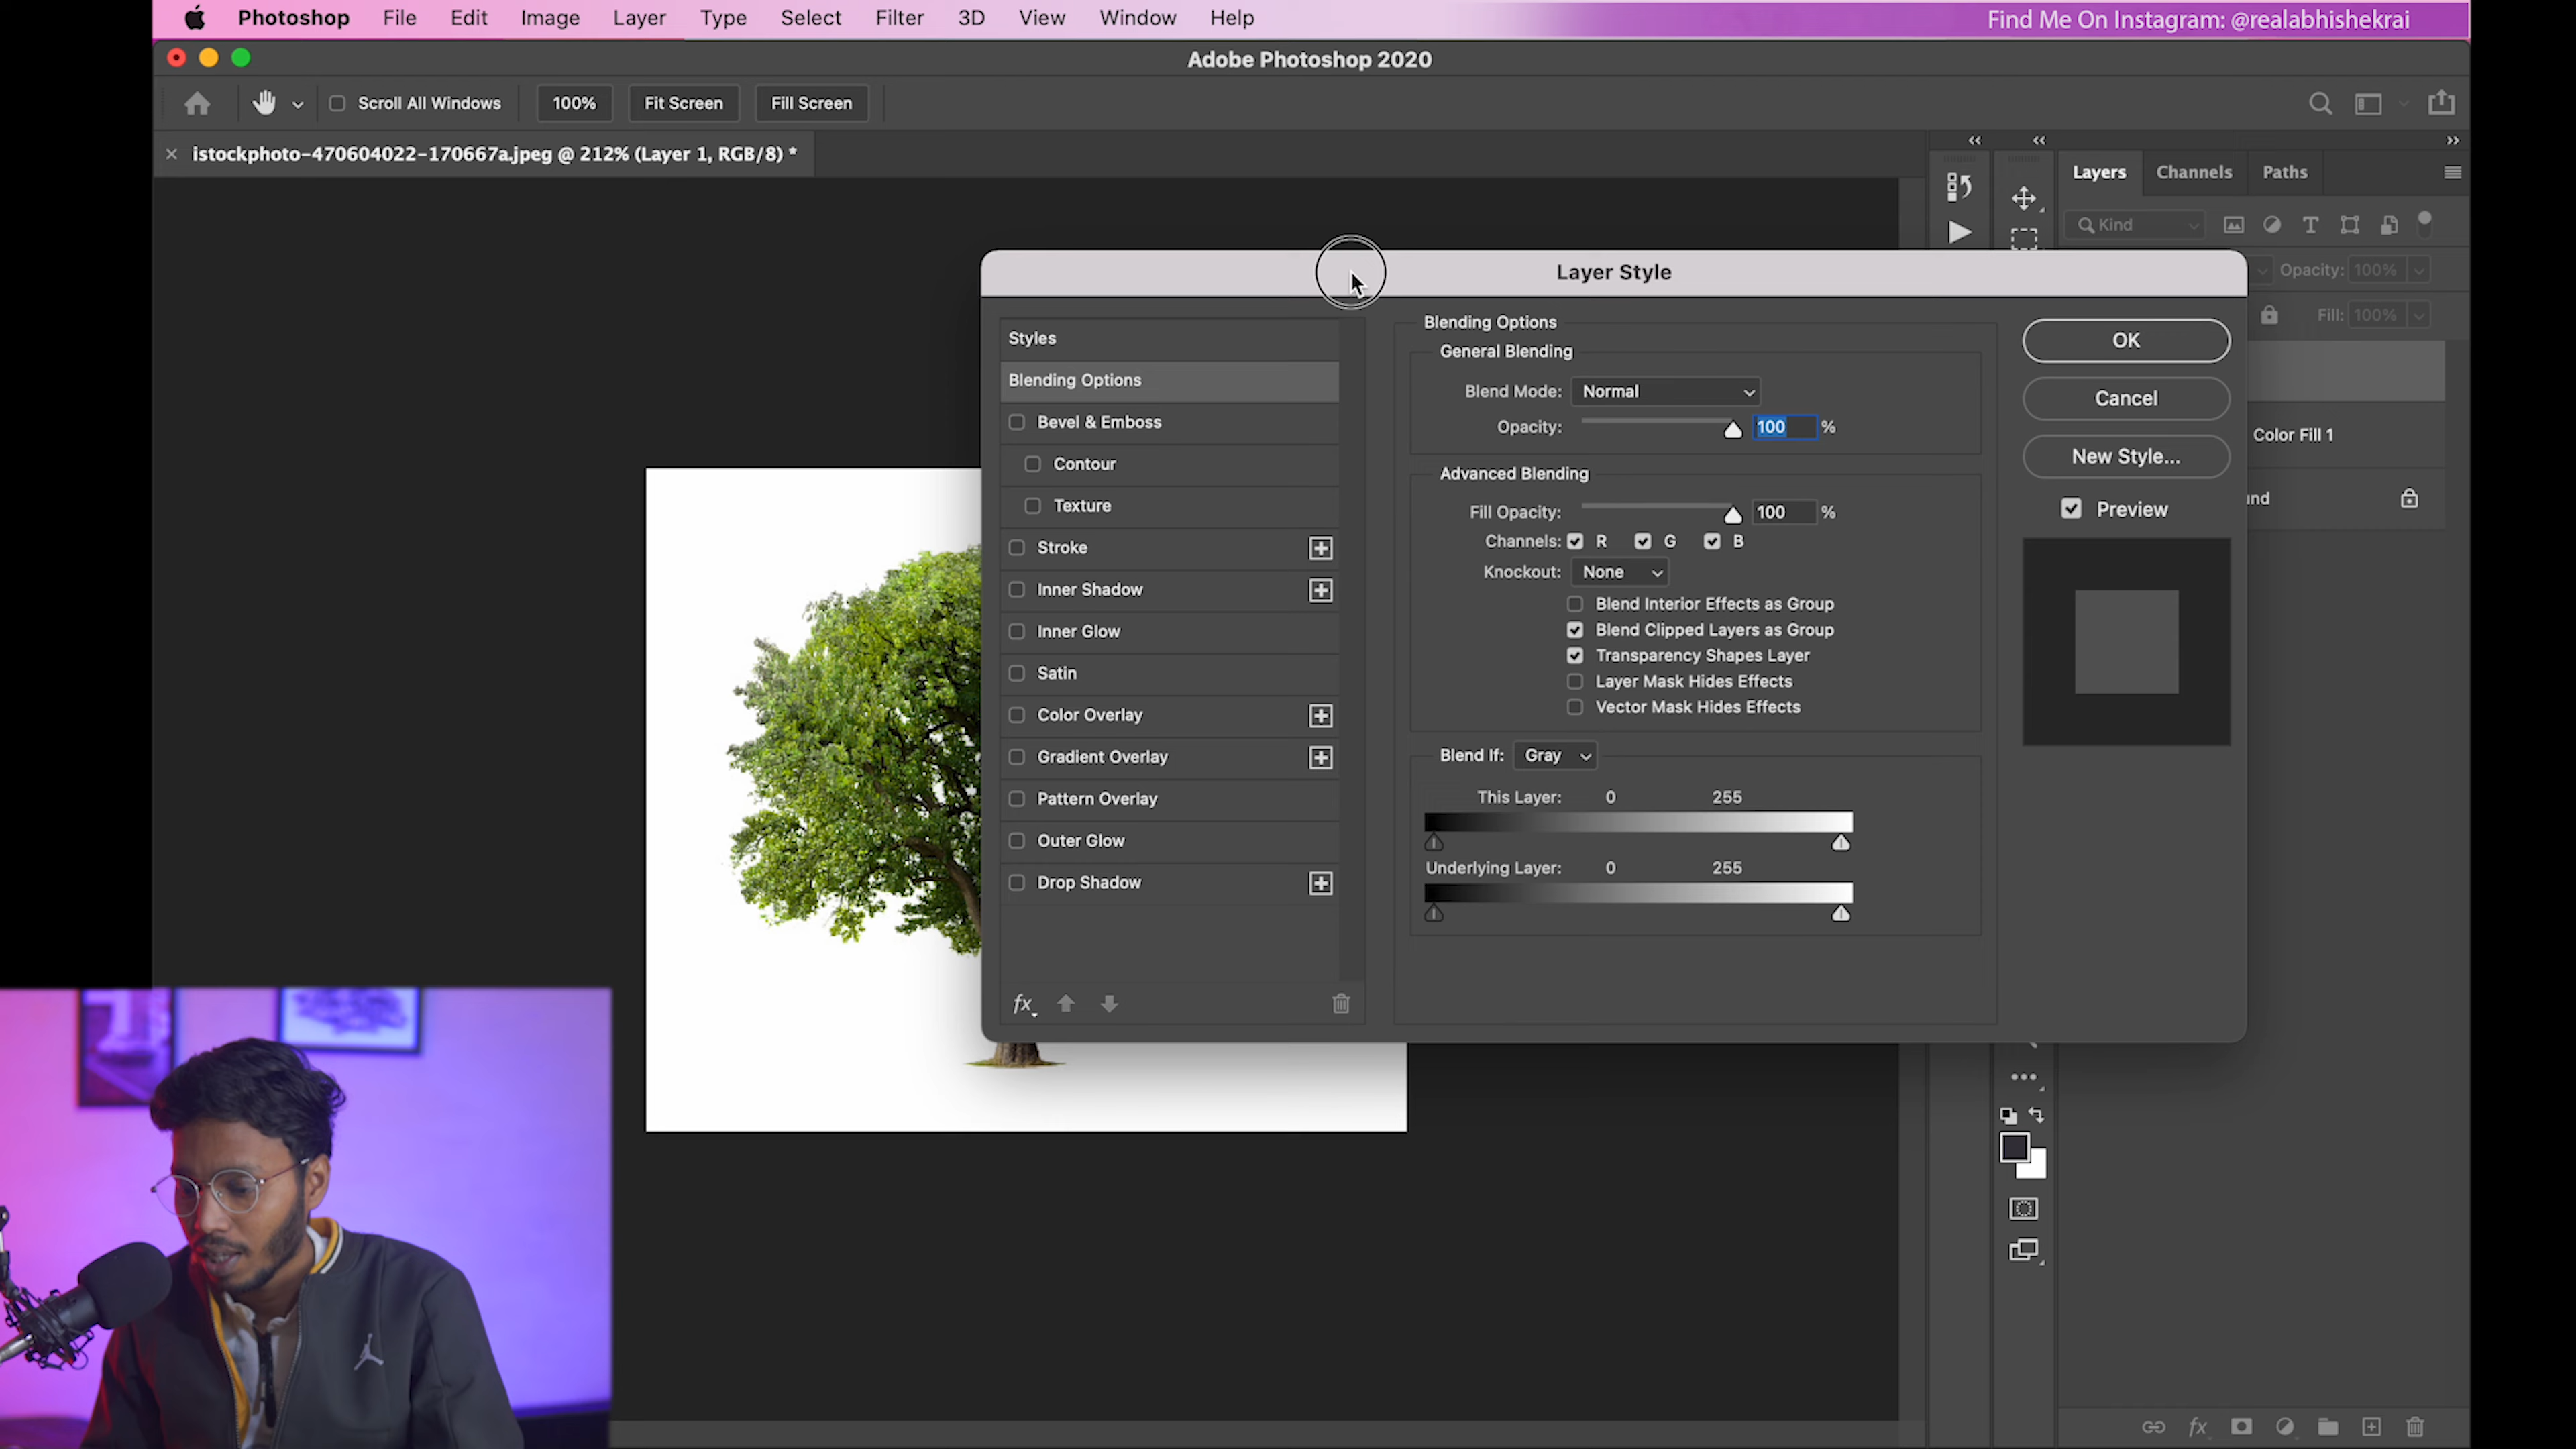 Photoshop File Edit Image Layer Type Select Filter 3D View Window Help
Find Me On Instagram: @realabhishekrai
Adobe Photoshop 2020
Scroll All Windows 100% Fit Screen Fill Screen
istockphoto-470604022-170667a.jpeg @ 212% (Layer 1, RGB/8) *
Layers Channels Paths
Kind
Opacity: 100%
Fill: 100%
Color Fill 1
und
Layer Style
Styles
Blending Options
Bevel & Emboss
Contour
Texture
Stroke
Inner Shadow
Inner Glow
Satin
Color Overlay
Gradient Overlay
Pattern Overlay
Outer Glow
Drop Shadow
fx
Blending Options
General Blending
Blend Mode: Normal
Opacity: 100 %
Advanced Blending
Fill Opacity: 100 %
Channels: R G B
Knockout: None
Blend Interior Effects as Group
Blend Clipped Layers as Group
Transparency Shapes Layer
Layer Mask Hides Effects
Vector Mask Hides Effects
Blend If: Gray
This Layer: 0 255
Underlying Layer: 0 255
OK
Cancel
New Style...
Preview
fx